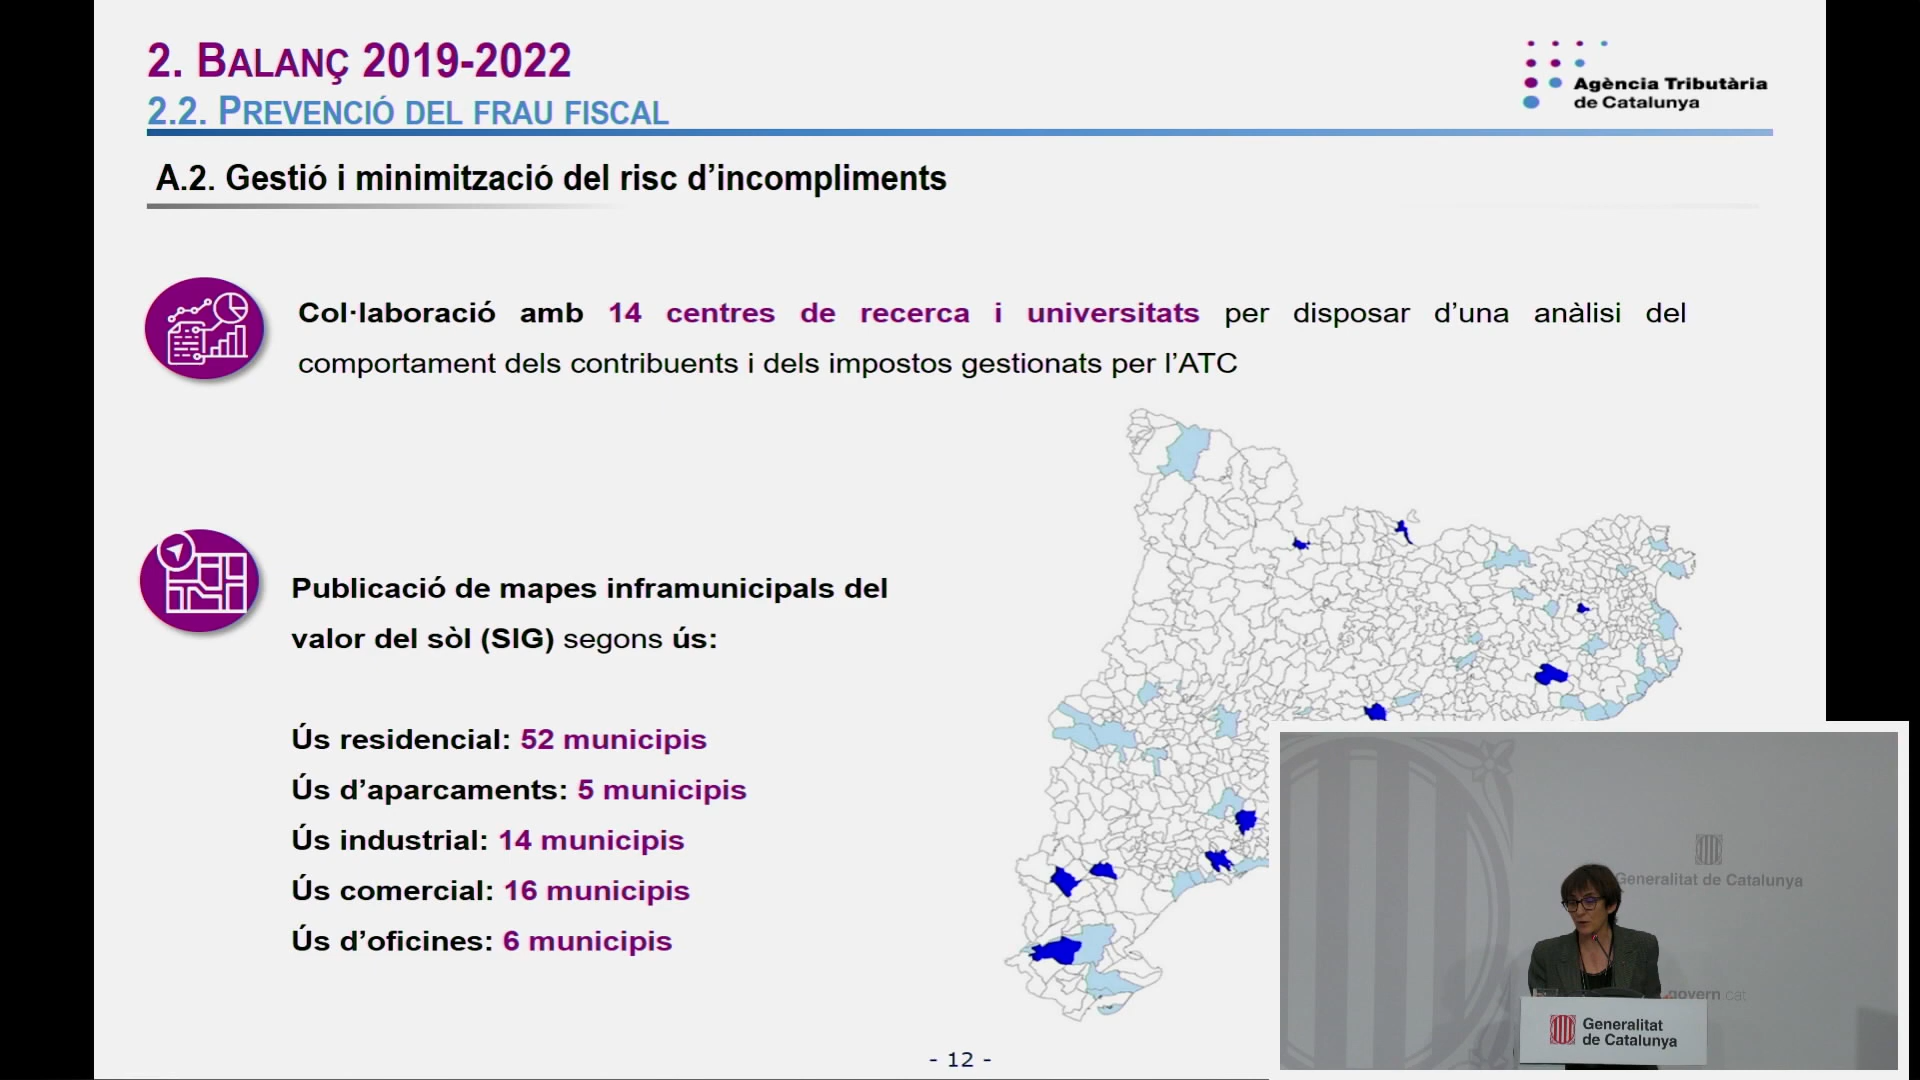 2. BALANÇ 2019-2022
2.2. PREVENCIÓ DEL FRAU FISCAL
Agència Tributària
de Catalunya
A.2. Gestió i minimització del risc d’incompliments
Col·laboració amb 14 centres de recerca i universitats per disposar d’una anàlisi del
comportament dels contribuents i dels impostos gestionats per l’ATC
Publicació de mapes inframunicipals del
valor del sòl (SIG) segons ús:
Ús residencial: 52 municipis
Ús d’aparcaments: 5 municipis
Ús industrial: 14 municipis
Ús comercial: 16 municipis
Ús d’oficines: 6 municipis
- 12 -
Generalitat de Catalunya
govern.cat
Generalitat
de Catalunya